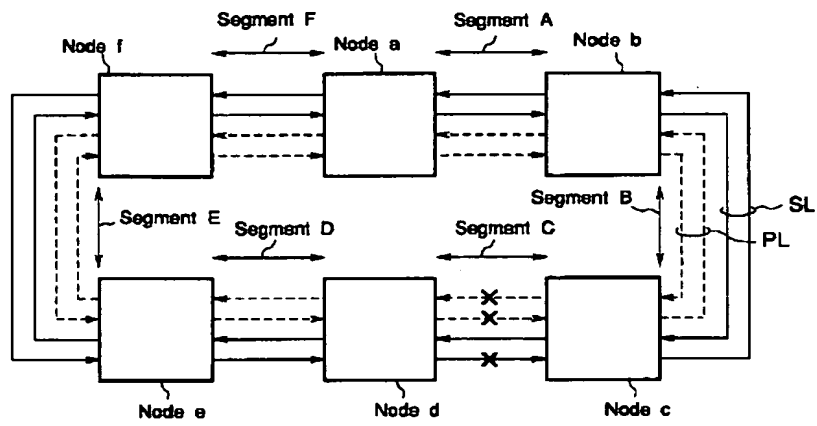 Segment F
Segment A
Node f
Node a
Node b
Segment E
Segment B
SL
PL
Segment D
Segment C
Node e
Node d
Node c